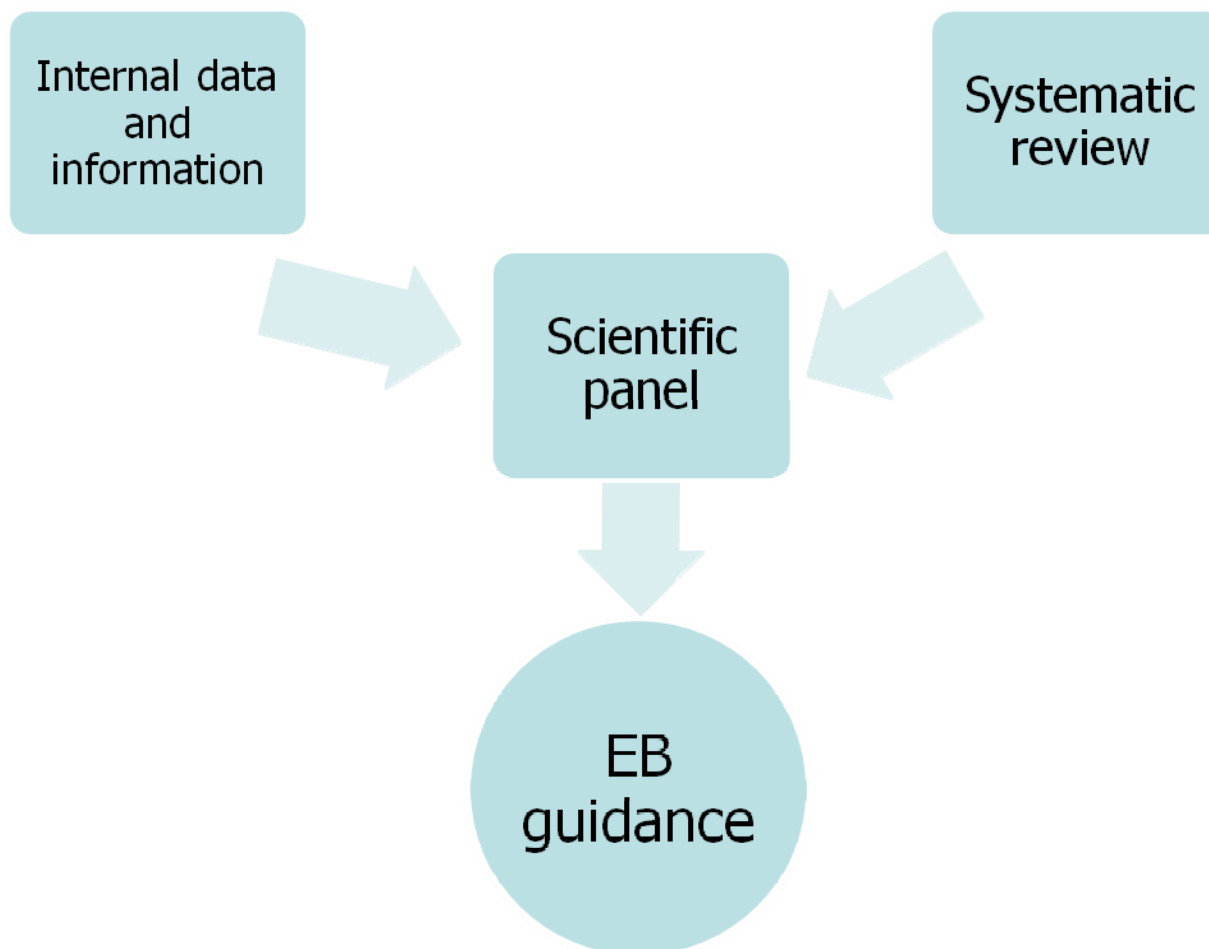 Internal data
and
information
Systematic
review
Scientific
panel
EB
guidance